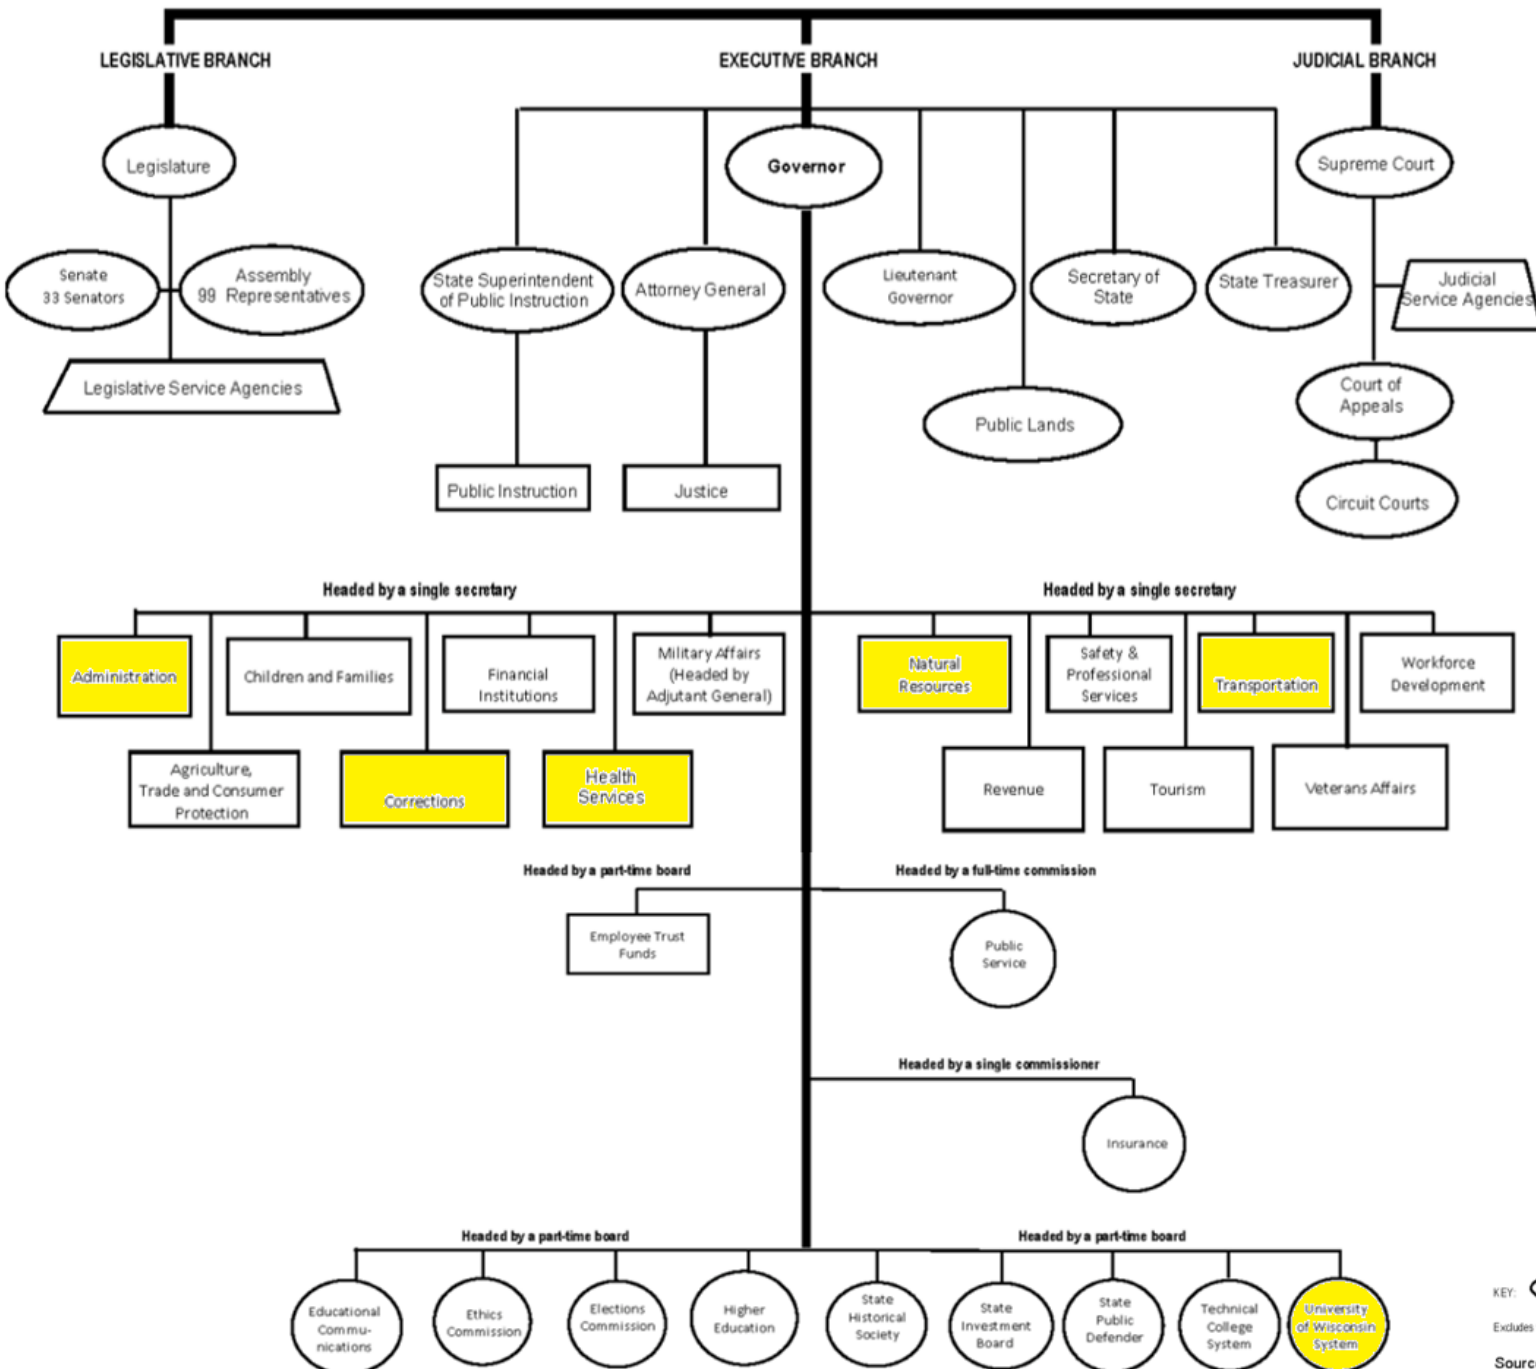 LEGISLATIVE BRANCH
EXECUTIVE BRANCH
JUDICIAL BRANCH
Legislature
Governor
Supreme Court
Senate
33 Senators
Assembly
99 Representatives
State Superintendent
of Public Instruction
Attorney General
Lieutenant
Governor
Secretary of
State
State Treasurer
Judicial
Service Agencies
Legislative Service Agencies
Public Lands
Court of
Appeals
Public Instruction
Justice
Circuit Courts
Headed by a single secretary
Headed by a single secretary
Administration
Children and Families
Financial
Institutions
Military Affairs
(Headed by
Adjutant General)
Natural
Resources
Safety &
Professional
Services
Transportation
Workforce
Development
Agriculture,
Trade and Consumer
Protection
Corrections
Health
Services
Revenue
Tourism
Veterans Affairs
Headed by a part-time board
Headed by a full-time commission
Employee Trust
Funds
Public
Service
Headed by a single commissioner
Insurance
Headed by a part-time board
Headed by a part-time board
Educational
Commu-
nications
Ethics
Commission
Elections
Commission
Higher
Education
State
Historical
Society
State
Investment
Board
State
Public
Defender
Technical
College
System
University
of Wisconsin
System
KEY:
Excludes